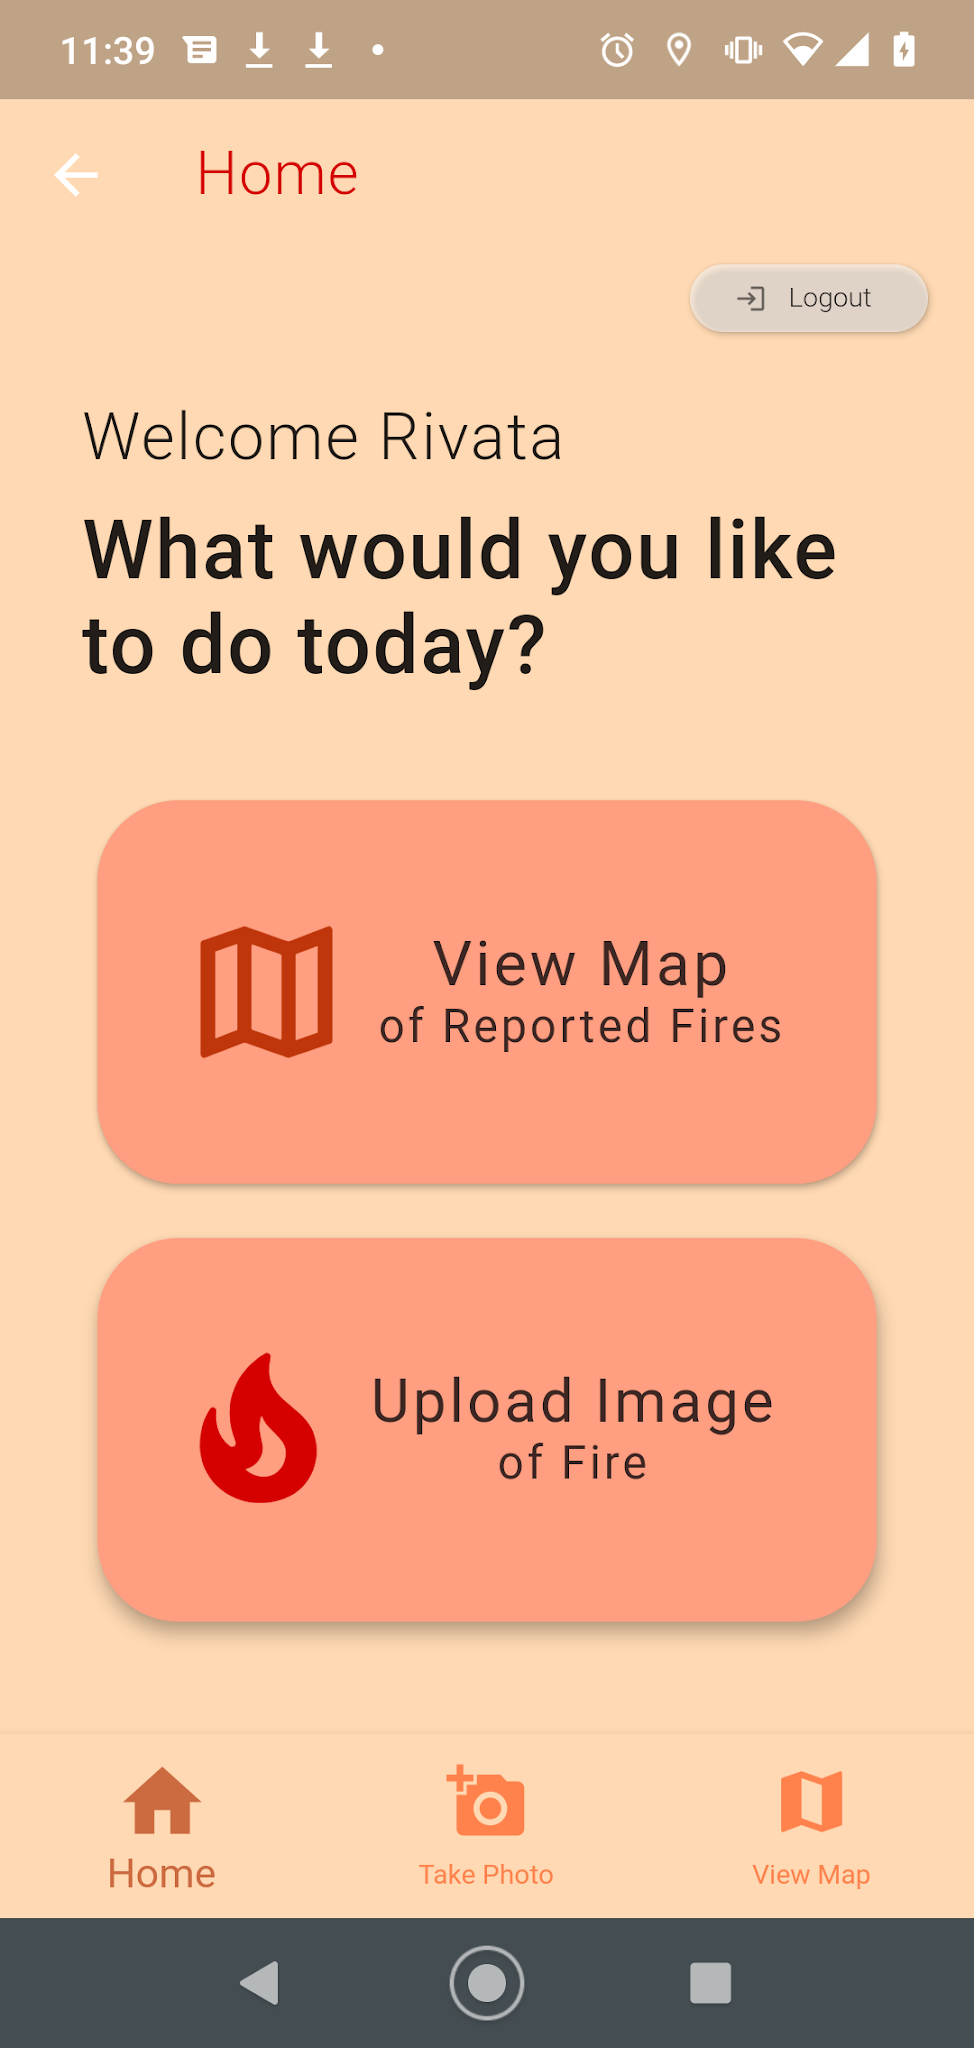 11:39
Home
Logout
Welcome Rivata
What would you like
to do today?
View Map
of Reported Fires
Upload Image
of Fire
Home
Take Photo
View Map